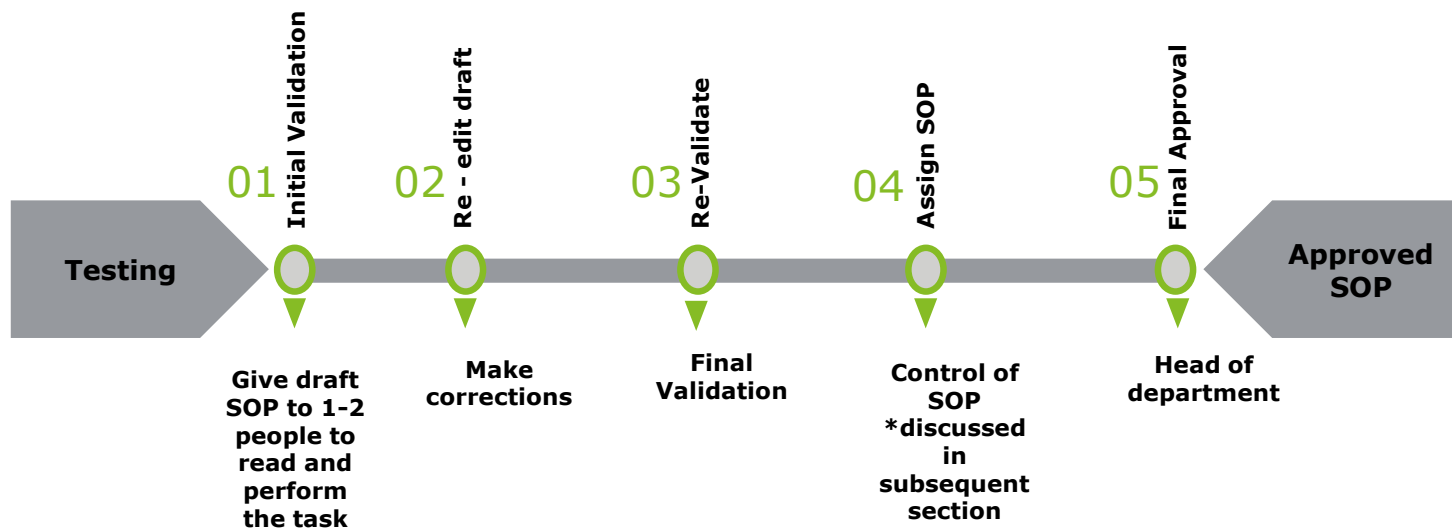 Testing
01
Initial Validation
Give draft
SOP to 1-2
people to
read and
perform
the task
02
Re - edit draft
Make
corrections
03
Re-Validate
Final
Validation
04
Assign SOP
Control of
SOP
*discussed
in
subsequent
section
05
Final Approval
Head of
department
Approved
SOP